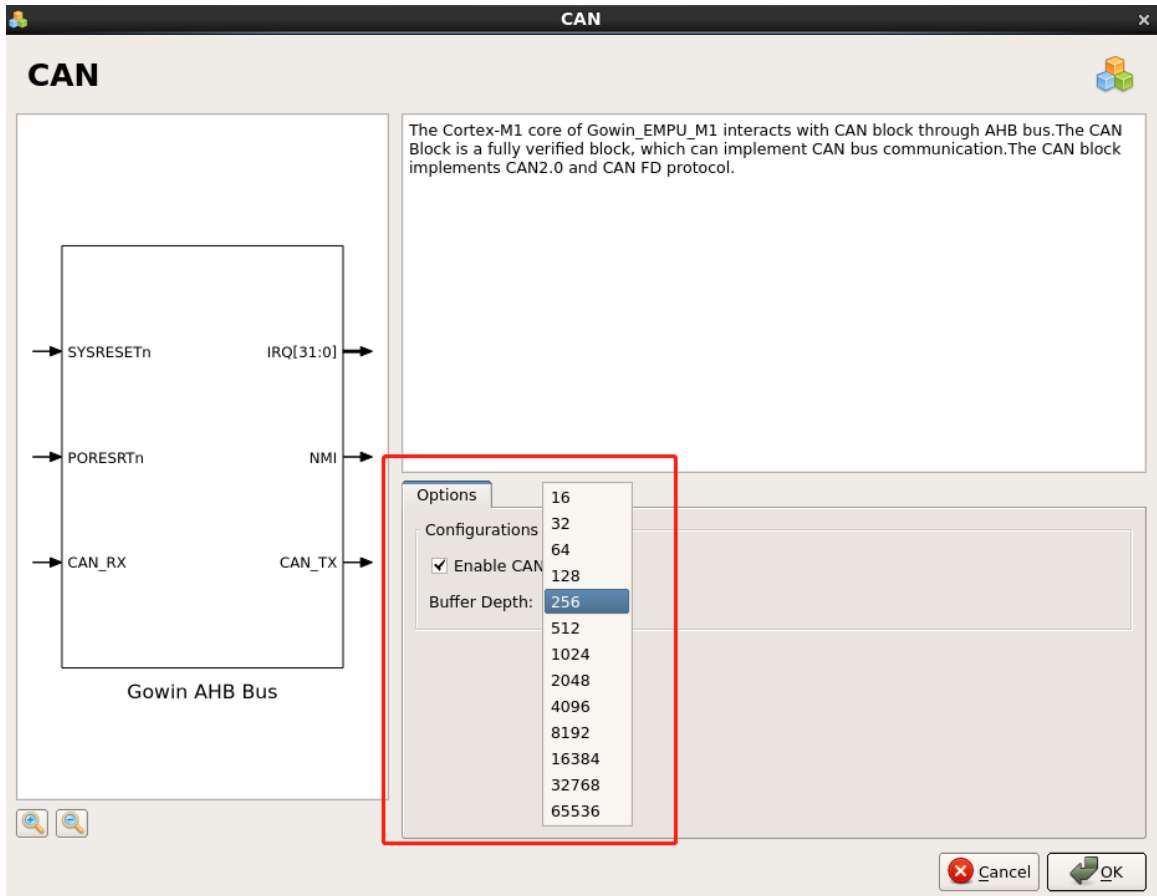 CAN
CAN
The Cortex-M1 core of Gowin_EMPU_M1 interacts with CAN block through AHB bus.The CAN
Block is a fully verified block, which can implement CAN bus communication.The CAN block
implements CAN2.0 and CAN FD protocol.
SYSRESETn IRQ[31:0]
PORESRTn NMI
CAN_RX CAN_TX
Gowin AHB Bus
Options
Configurations
Enable CAN
Buffer Depth:
16
32
64
128
256
512
1024
2048
4096
8192
16384
32768
65536
Cancel
OK